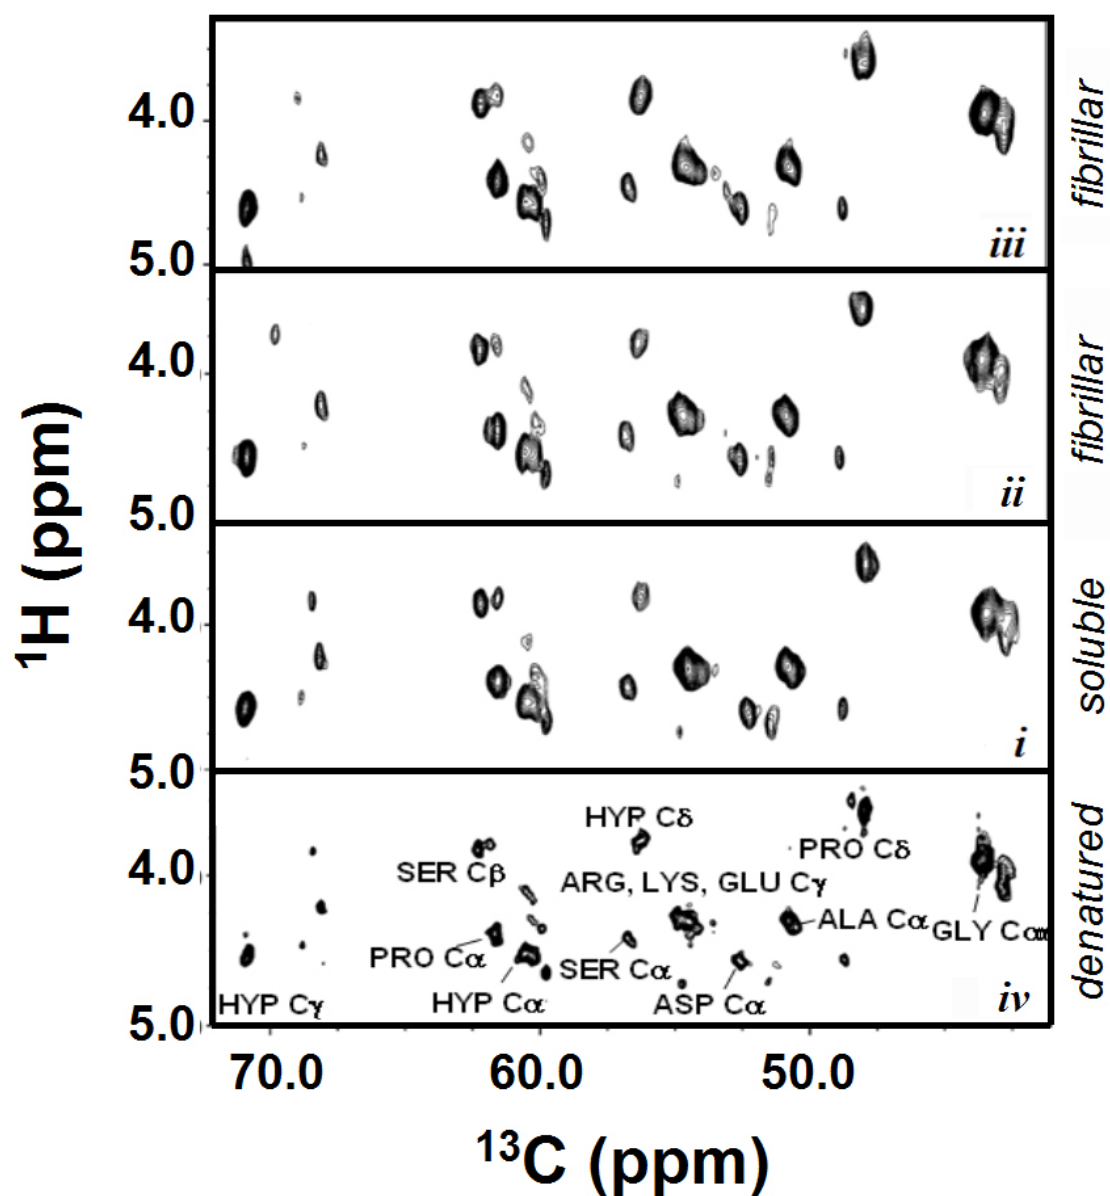 4.0
5.0
iii
fibrillar
4.0
5.0
ii
fibrillar
4.0
5.0
i
soluble
4.0
5.0
HYP Cδ
SER Cβ
PRO Cδ
ARG, LYS, GLU Cγ
ALA Cα
GLY Cα
PRO Cα
SER Cα
HYP Cγ
HYP Cα
ASP Cα
iv
denatured
¹H (ppm)
70.0
60.0
50.0
¹³C (ppm)